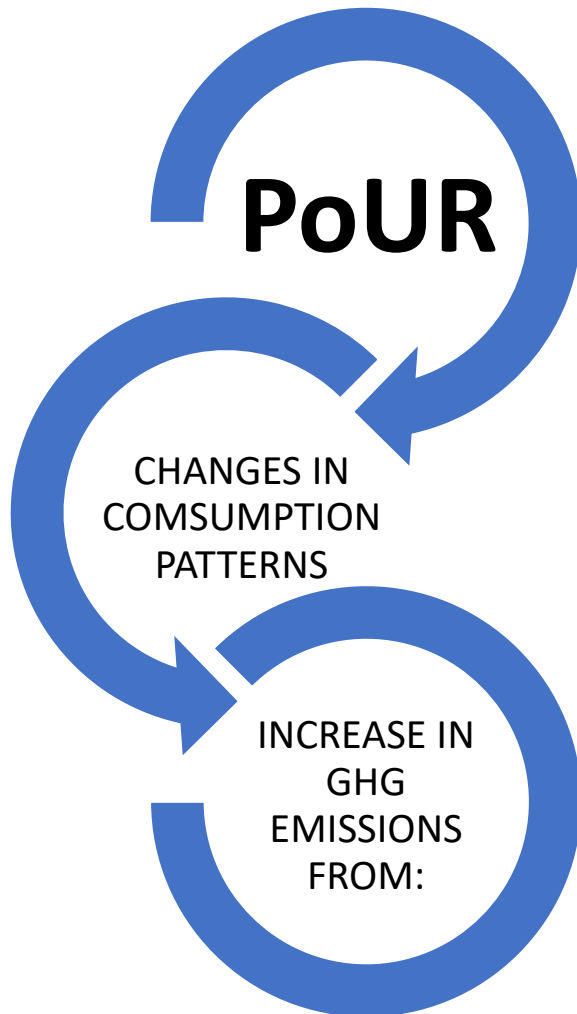 PoUR
CHANGES IN
COMSUMPTION
PATTERNS
INCREASE IN
GHG
EMISSIONS
FROM: